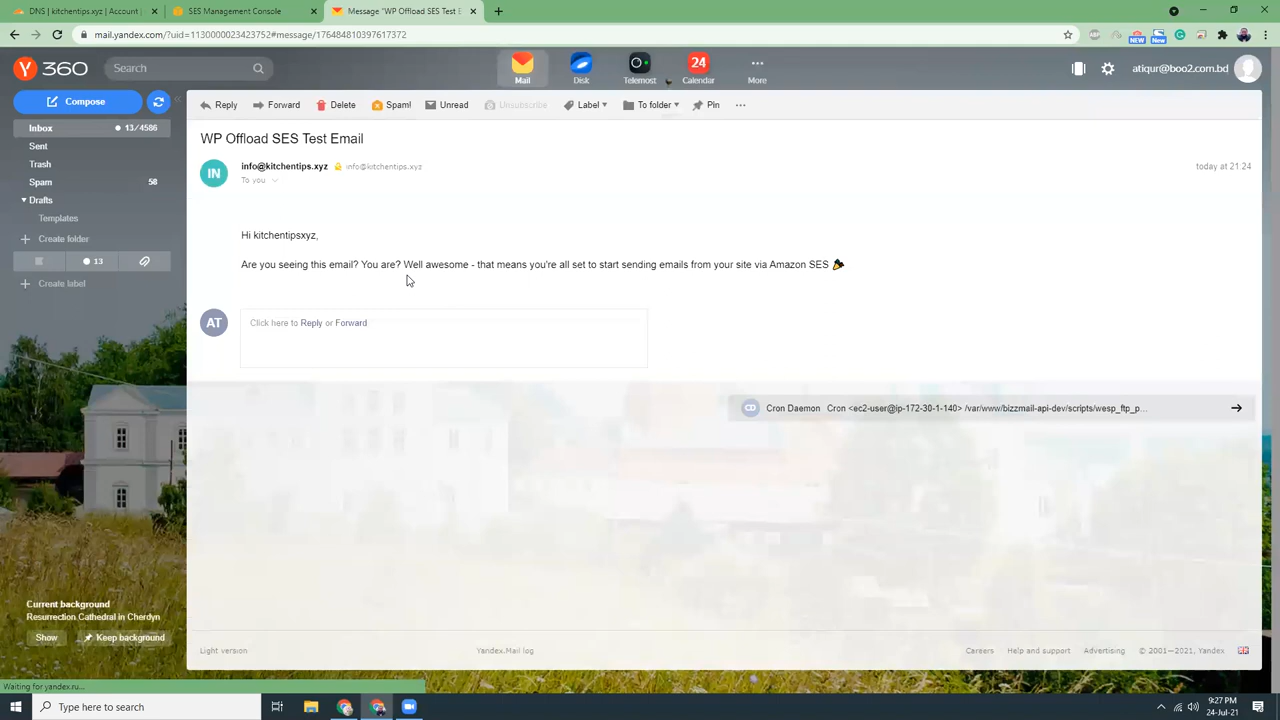 DNS | kitchentips.xyz | Account
SES Console
Message "WP Offload SES Test E
mail.yandex.com/?uid=1130000023423752#message/176484810397617372
NEW
New
Y 360
Search
Mail
Disk
Telemost
24
Calendar
More
atiqur@boo2.com.bd
Compose
Reply
Forward
Delete
Spam!
Unread
Unsubscribe
Label
To folder
Pin
Inbox
13/4586
Sent
Trash
Spam
58
Drafts
Templates
Create folder
13
Create label
WP Offload SES Test Email
IN
info@kitchentips.xyz
info@kitchentips.xyz
today at 21:24
To you
Hi kitchentipsxyz,
Are you seeing this email? You are? Well awesome - that means you're all set to start sending emails from your site via Amazon SES
AT
Click here to Reply or Forward
CD
Cron Daemon
Cron <ec2-user@ip-172-30-1-140> /var/www/bizzmail-api-dev/scripts/wesp_ftp_p...
Current background
Resurrection Cathedral in Cherdyn
Show
Keep background
Light version
Yandex.Mail log
Careers
Help and support
Advertising
© 2001—2021, Yandex
Waiting for yandex.ru...
Type here to search
9:27 PM
24-Jul-21